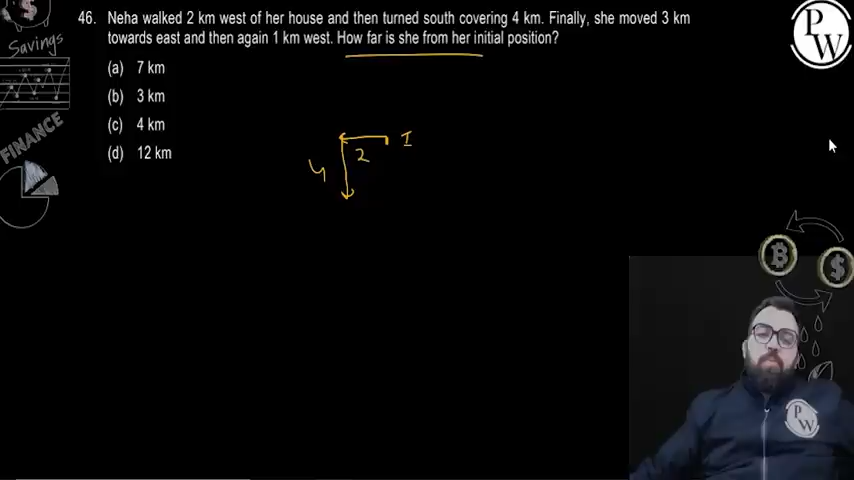 46. Neha walked 2 km west of her house and then turned south covering 4 km. Finally, she moved 3 km
towards east and then again 1 km west. How far is she from her initial position?
(a) 7 km
(b) 3 km
(c) 4 km
(d) 12 km
Savings
FINANCE
I
2
4
PW
B
$
PW